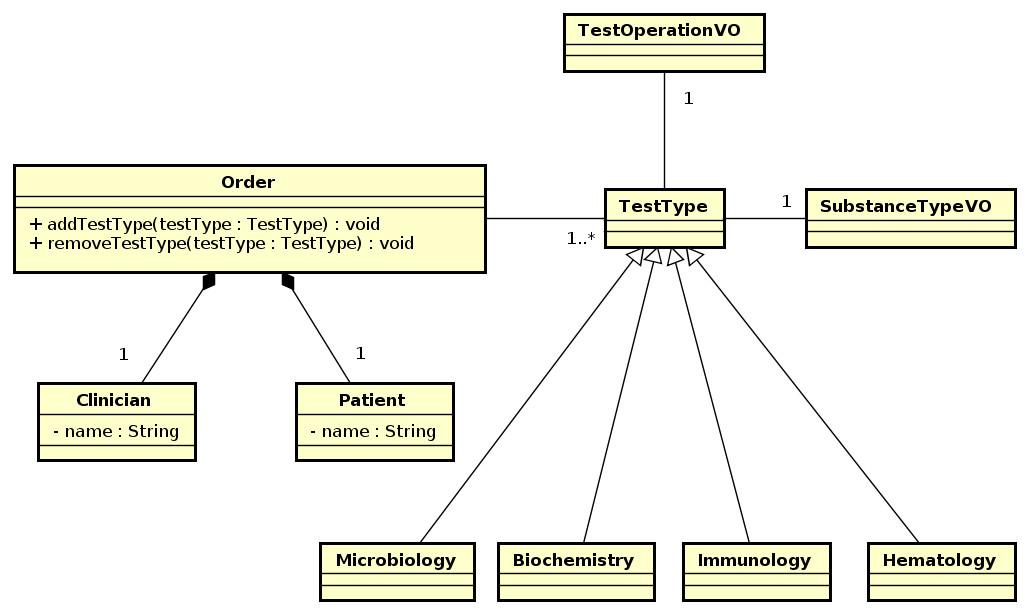 TestOperationVO
1
Order
+ addTestType(testType : TestType) : void
+ removeTestType(testType : TestType) : void
1..*
TestType
1
SubstanceTypeVO
1
1
Clinician
- name : String
Patient
- name : String
Microbiology
Biochemistry
Immunology
Hematology